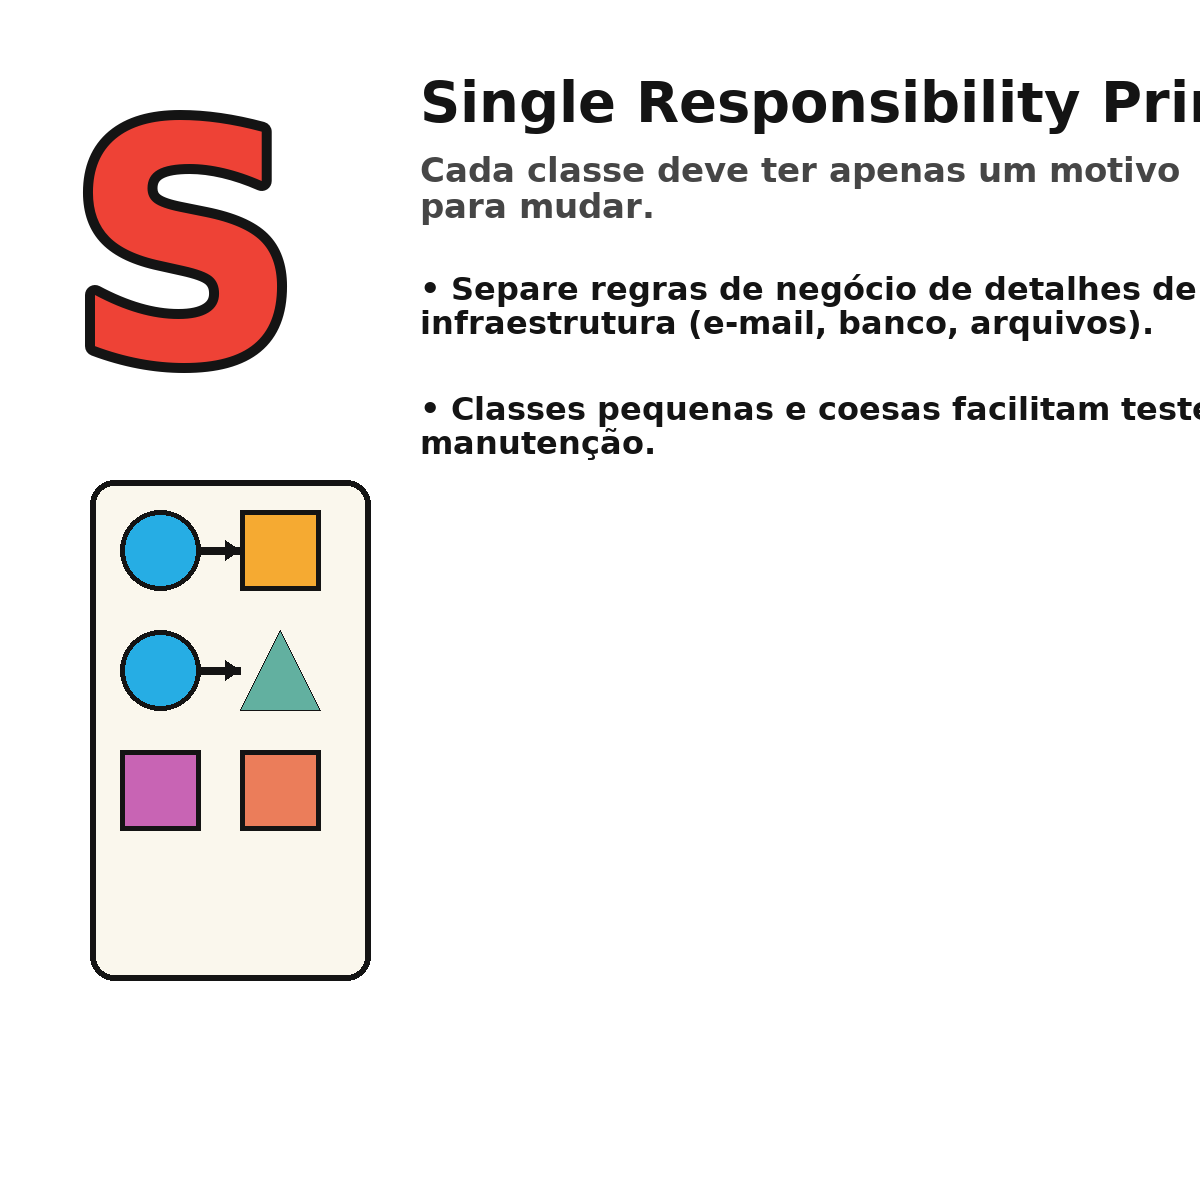 S
Single Responsibility Prin
Cada classe deve ter apenas um motivo
para mudar.
• Separe regras de negócio de detalhes de
infraestrutura (e-mail, banco, arquivos).
• Classes pequenas e coesas facilitam teste
manutenção.